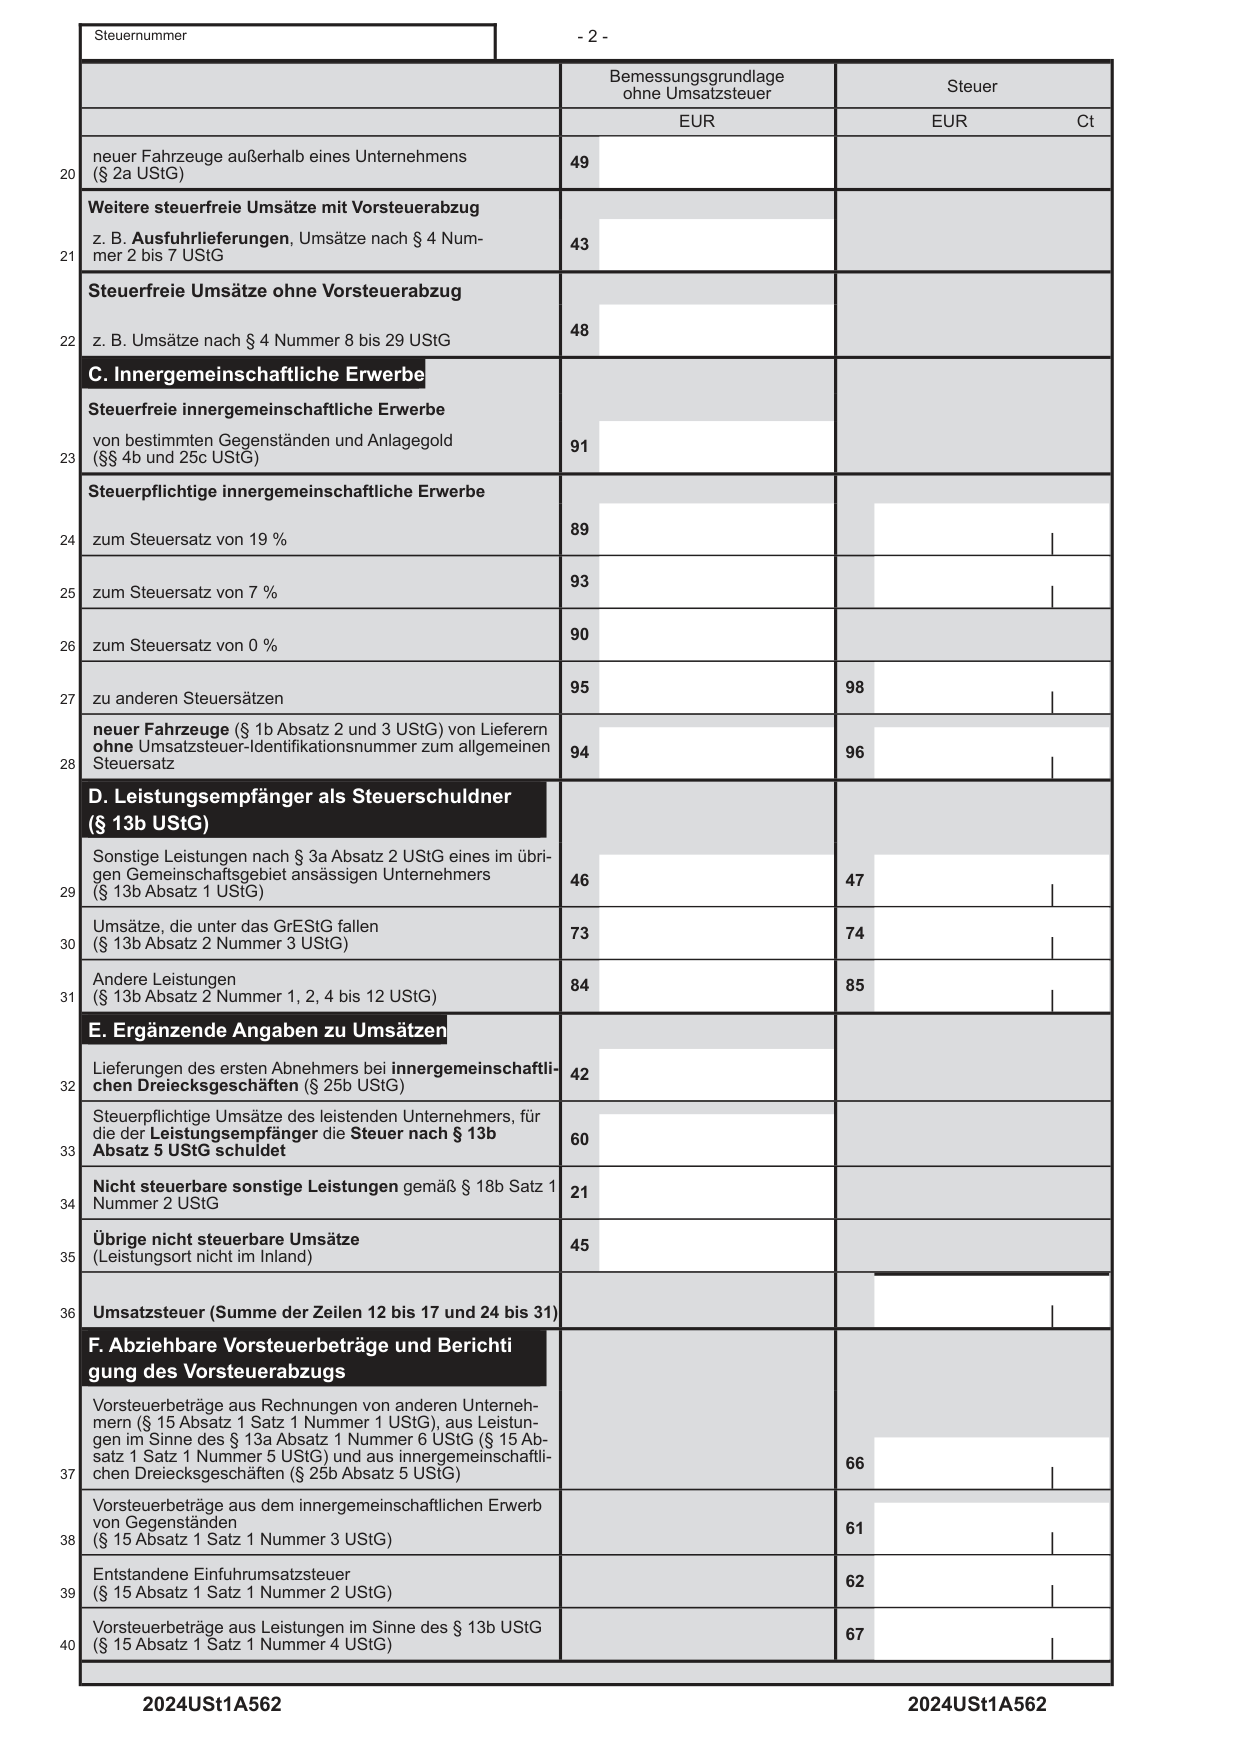 Steuernummer
- 2 -
Bemessungsgrundlage
ohne Umsatzsteuer
Steuer
EUR
EUR
Ct
neuer Fahrzeuge außerhalb eines Unternehmens
20 (§ 2a UStG)
49
Weitere steuerfreie Umsätze mit Vorsteuerabzug
z. B. Ausfuhrlieferungen, Umsätze nach § 4 Num-
21 mer 2 bis 7 UStG
43
Steuerfreie Umsätze ohne Vorsteuerabzug
22 z. B. Umsätze nach § 4 Nummer 8 bis 29 UStG
48
C. Innergemeinschaftliche Erwerbe
Steuerfreie innergemeinschaftliche Erwerbe
von bestimmten Gegenständen und Anlagegold
23 (§§ 4b und 25c UStG)
91
Steuerpflichtige innergemeinschaftliche Erwerbe
24 zum Steuersatz von 19 %
89
25 zum Steuersatz von 7 %
93
26 zum Steuersatz von 0 %
90
27 zu anderen Steuersätzen
95
98
neuer Fahrzeuge (§ 1b Absatz 2 und 3 UStG) von Lieferern
ohne Umsatzsteuer-Identifikationsnummer zum allgemeinen
28 Steuersatz
94
96
D. Leistungsempfänger als Steuerschuldner
(§ 13b UStG)
Sonstige Leistungen nach § 3a Absatz 2 UStG eines im übri-
gen Gemeinschaftsgebiet ansässigen Unternehmers
29 (§ 13b Absatz 1 UStG)
46
47
Umsätze, die unter das GrEStG fallen
30 (§ 13b Absatz 2 Nummer 3 UStG)
73
74
Andere Leistungen
31 (§ 13b Absatz 2 Nummer 1, 2, 4 bis 12 UStG)
84
85
E. Ergänzende Angaben zu Umsätzen
Lieferungen des ersten Abnehmers bei innergemeinschaftli-
32 chen Dreiecksgeschäften (§ 25b UStG)
42
Steuerpflichtige Umsätze des leistenden Unternehmers, für
die der Leistungsempfänger die Steuer nach § 13b
33 Absatz 5 UStG schuldet
60
Nicht steuerbare sonstige Leistungen gemäß § 18b Satz 1
34 Nummer 2 UStG
21
Übrige nicht steuerbare Umsätze
35 (Leistungsort nicht im Inland)
45
36 Umsatzsteuer (Summe der Zeilen 12 bis 17 und 24 bis 31)
F. Abziehbare Vorsteuerbeträge und Berichti
gung des Vorsteuerabzugs
Vorsteuerbeträge aus Rechnungen von anderen Unterneh-
mern (§ 15 Absatz 1 Satz 1 Nummer 1 UStG), aus Leistun-
gen im Sinne des § 13a Absatz 1 Nummer 6 UStG (§ 15 Ab-
satz 1 Satz 1 Nummer 5 UStG) und aus innergemeinschaftli-
37 chen Dreiecksgeschäften (§ 25b Absatz 5 UStG)
66
Vorsteuerbeträge aus dem innergemeinschaftlichen Erwerb
von Gegenständen
38 (§ 15 Absatz 1 Satz 1 Nummer 3 UStG)
61
Entstandene Einfuhrumsatzsteuer
39 (§ 15 Absatz 1 Satz 1 Nummer 2 UStG)
62
Vorsteuerbeträge aus Leistungen im Sinne des § 13b UStG
40 (§ 15 Absatz 1 Satz 1 Nummer 4 UStG)
67
2024USt1A562
2024USt1A562